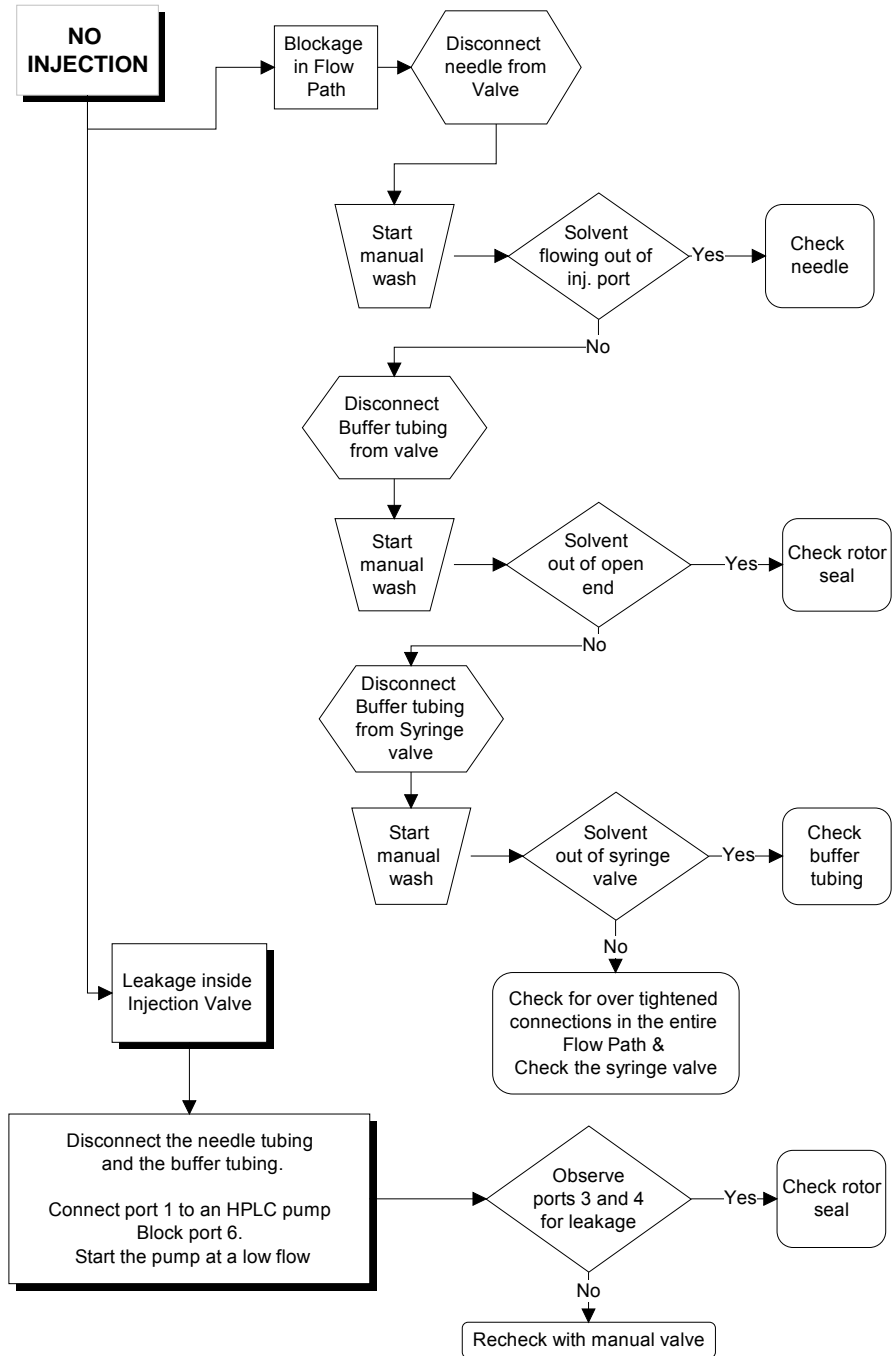 NO
INJECTION
Blockage
in Flow
Path
Disconnect
needle from
Valve
Start
manual
wash
Solvent
flowing out of
inj. port
Yes
Check
needle
No
Disconnect
Buffer tubing
from valve
Start
manual
wash
Solvent
out of open
end
Yes
Check rotor
seal
No
Disconnect
Buffer tubing
from Syringe
valve
Start
manual
wash
Solvent
out of syringe
valve
Yes
Check
buffer
tubing
No
Check for over tightened
connections in the entire
Flow Path &
Check the syringe valve
Leakage inside
Injection Valve
Disconnect the needle tubing
and the buffer tubing.
Connect port 1 to an HPLC pump
Block port 6.
Start the pump at a low flow
Observe
ports 3 and 4
for leakage
Yes
Check rotor
seal
No
Recheck with manual valve